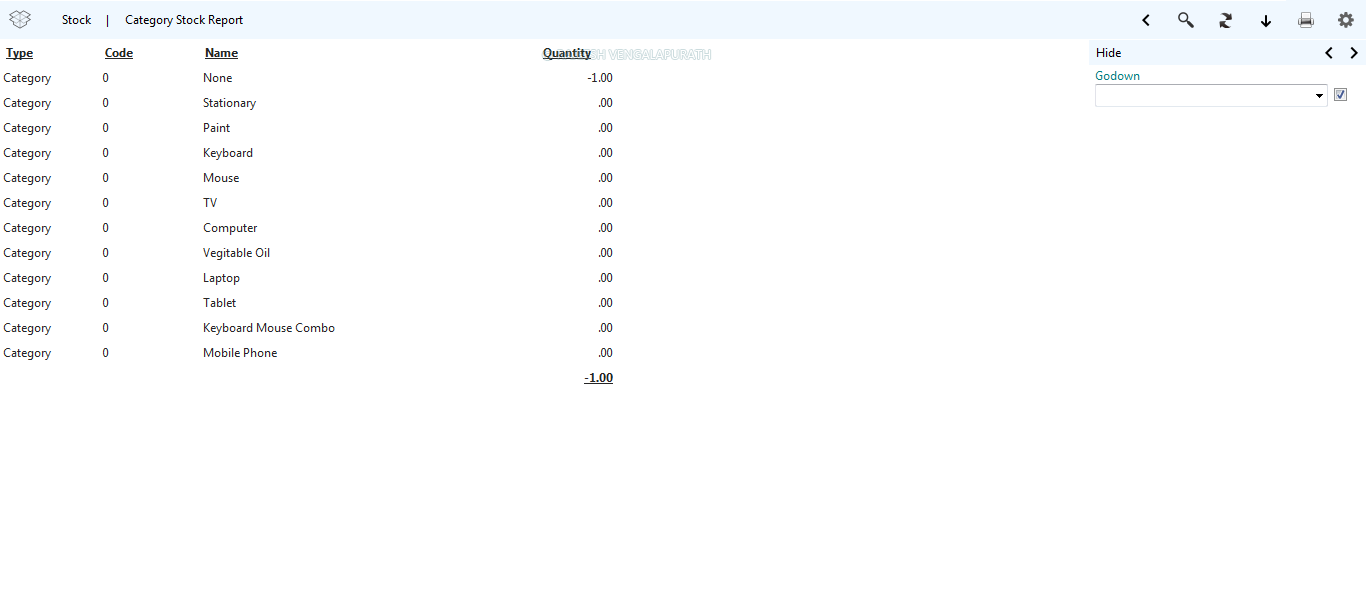 Stock | Category Stock Report
Type Code Name Quantity
Category 0 None -1.00
Category 0 Stationary .00
Category 0 Paint .00
Category 0 Keyboard .00
Category 0 Mouse .00
Category 0 TV .00
Category 0 Computer .00
Category 0 Vegitable Oil .00
Category 0 Laptop .00
Category 0 Tablet .00
Category 0 Keyboard Mouse Combo .00
Category 0 Mobile Phone .00
-1.00
VENGALAPURATH
Hide
Godown